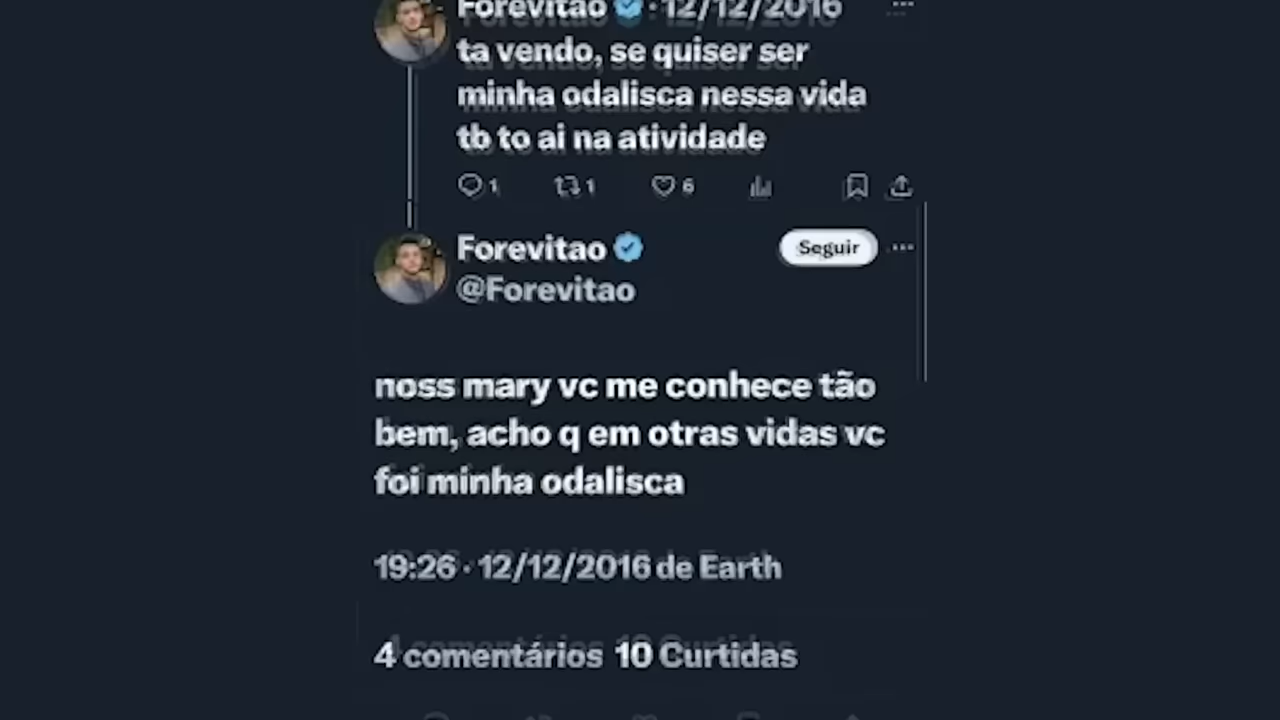 Forevitao · 12/12/2016
ta vendo, se quiser ser
minha odalisca nessa vida
tb to ai na atividade
1 1 6
Forevitao Seguir
@Forevitao
noss mary vc me conhece tão
bem, acho q em otras vidas vc
foi minha odalisca
19:26 · 12/12/2016 de Earth
4 comentários 10 Curtidas